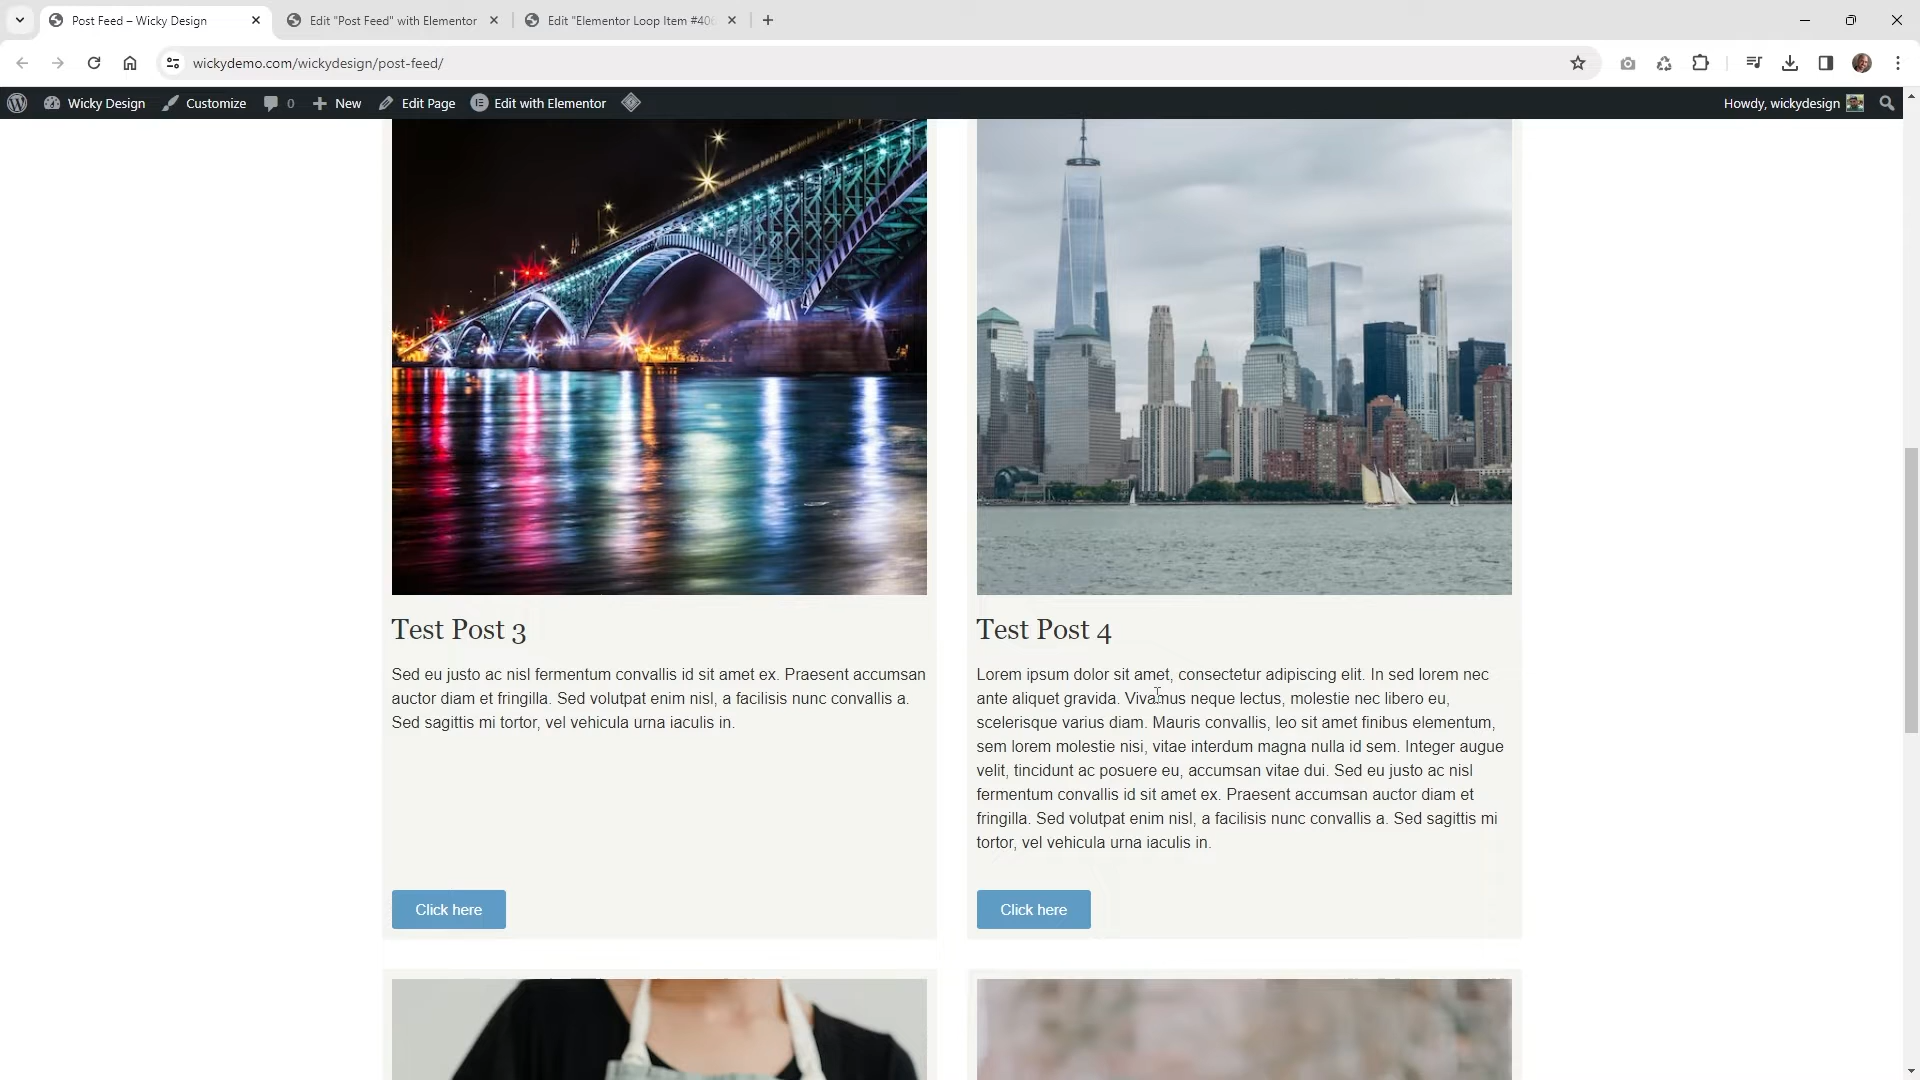 Post Feed – Wicky Design
Edit "Post Feed" with Elementor
Edit "Elementor Loop Item #40
wickydemo.com/wickydesign/post-feed/
Wicky Design
Customize
0
New
Edit Page
Edit with Elementor
Howdy, wickydesign
Test Post 3
Sed eu justo ac nisl fermentum convallis id sit amet ex. Praesent accumsan
auctor diam et fringilla. Sed volutpat enim nisl, a facilisis nunc convallis a.
Sed sagittis mi tortor, vel vehicula urna iaculis in.
Click here
Test Post 4
Lorem ipsum dolor sit amet, consectetur adipiscing elit. In sed lorem nec
ante aliquet gravida. Vivamus neque lectus, molestie nec libero eu,
scelerisque varius diam. Mauris convallis, leo sit amet finibus elementum,
sem lorem molestie nisi, vitae interdum magna nulla id sem. Integer augue
velit, tincidunt ac posuere eu, accumsan vitae dui. Sed eu justo ac nisl
fermentum convallis id sit amet ex. Praesent accumsan auctor diam et
fringilla. Sed volutpat enim nisl, a facilisis nunc convallis a. Sed sagittis mi
tortor, vel vehicula urna iaculis in.
Click here